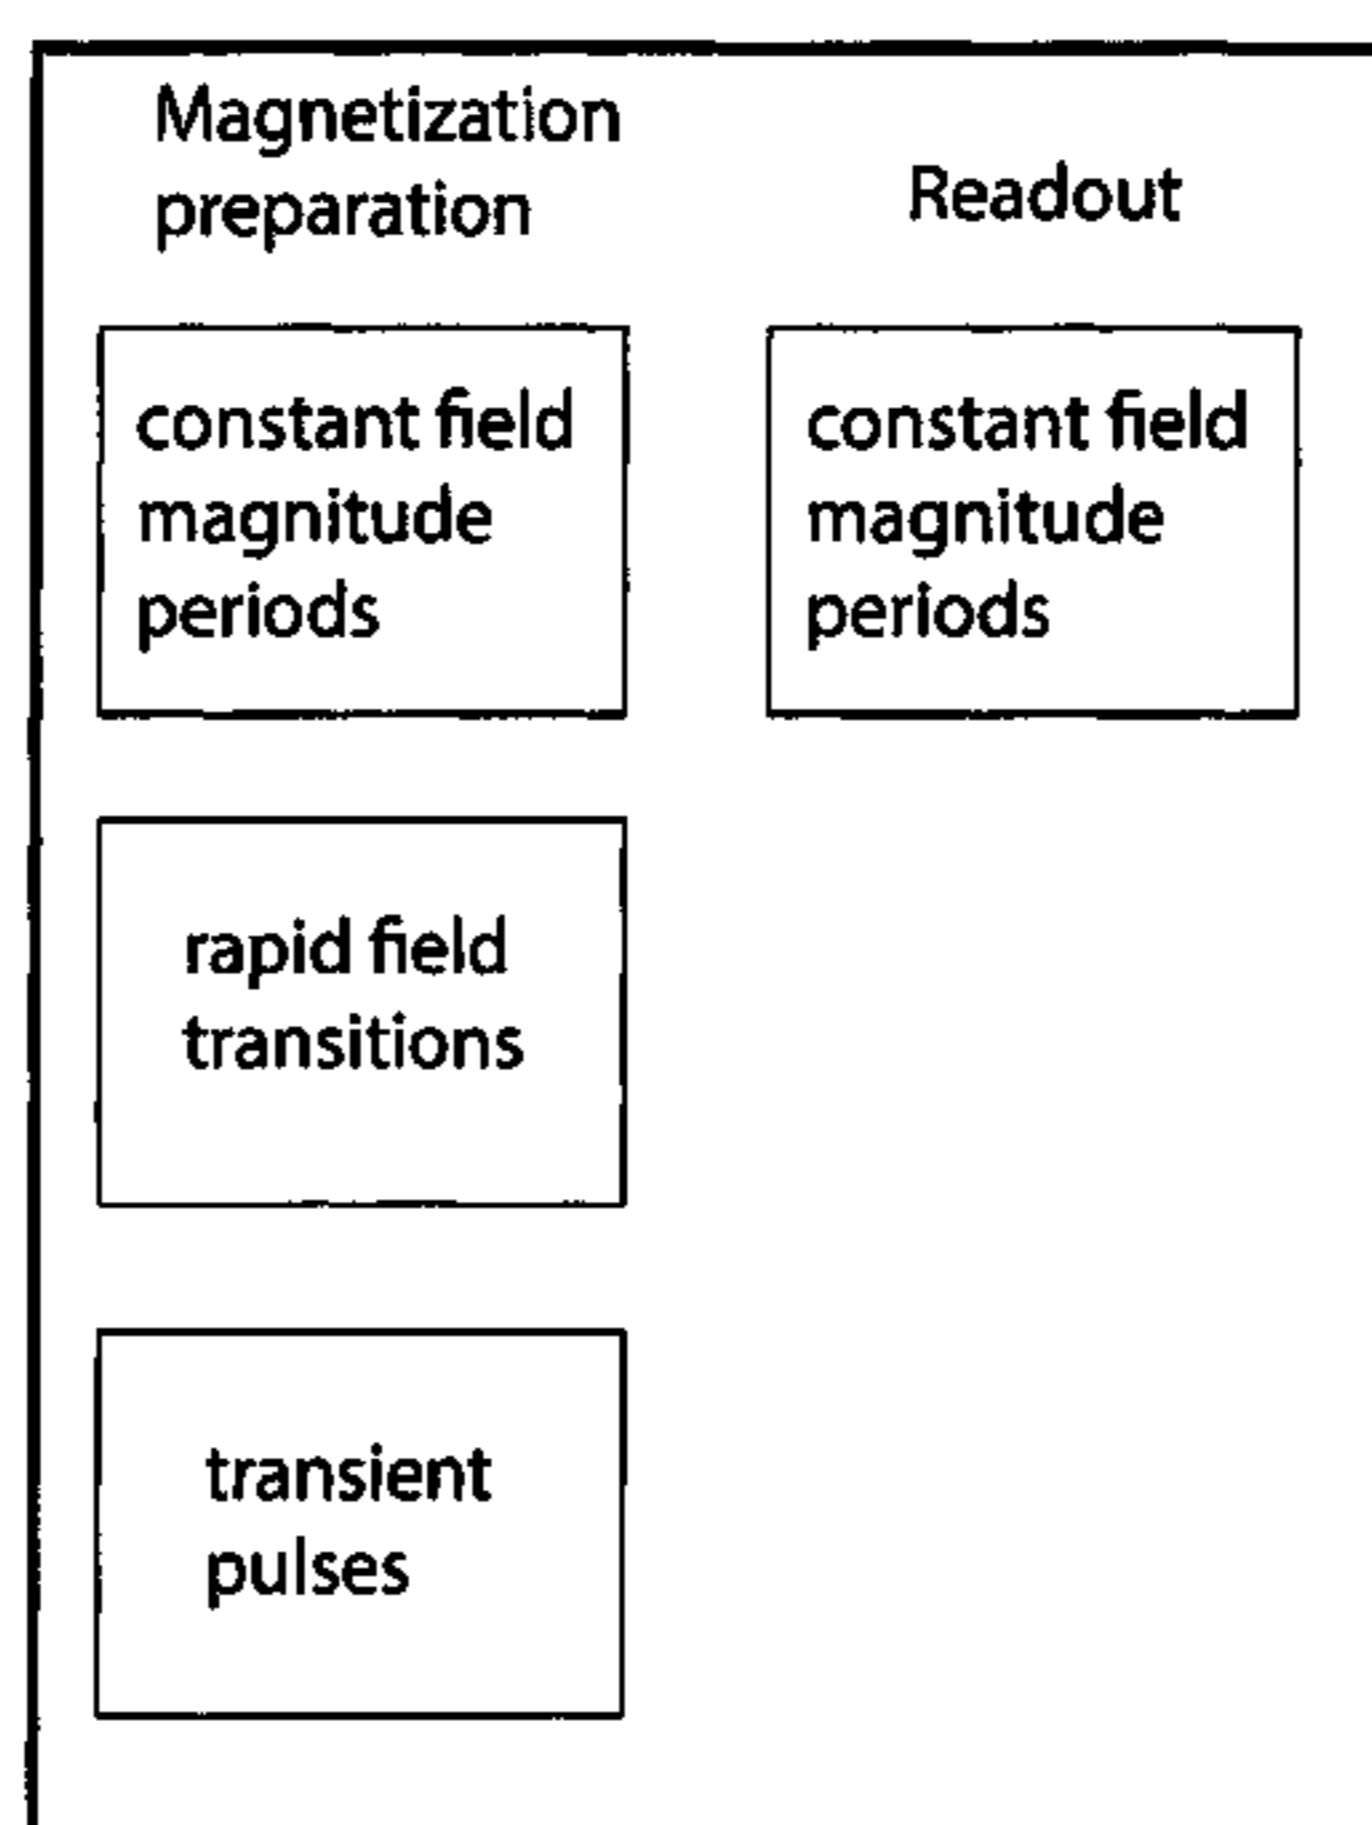 Magnetization
preparation
Readout
constant field
magnitude
periods
constant field
magnitude
periods
rapid field
transitions
transient
pulses